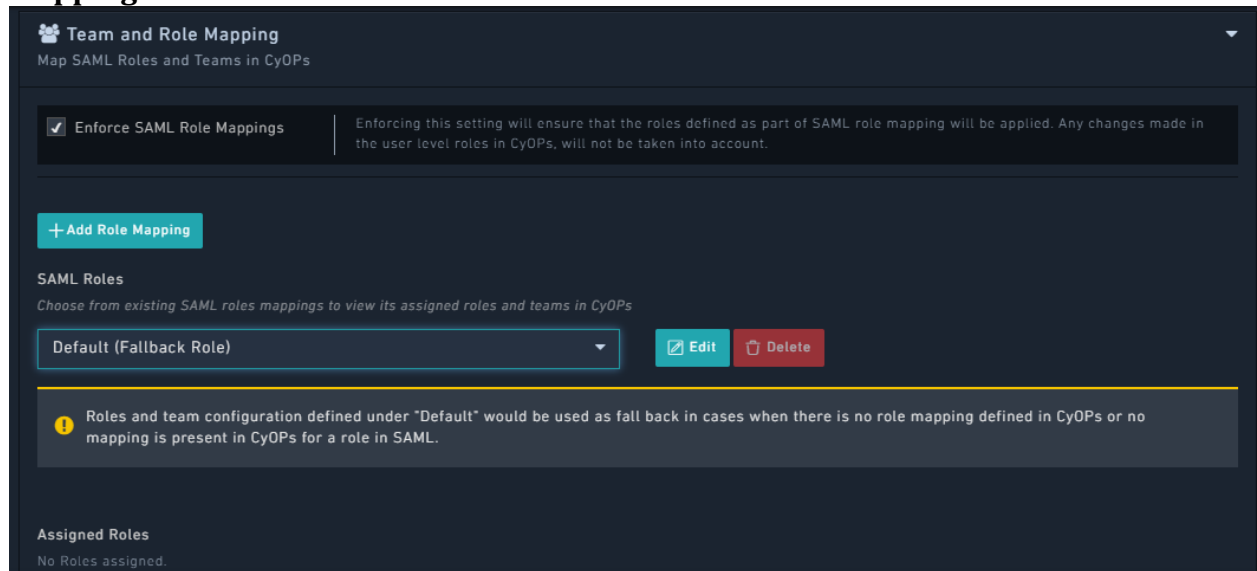 Team and Role Mapping
Map SAML Roles and Teams in CyOPs
Enforce SAML Role Mappings
Enforcing this setting will ensure that the roles defined as part of SAML role mapping will be applied. Any changes made in
the user level roles in CyOPs, will not be taken into account.
+ Add Role Mapping
SAML Roles
Choose from existing SAML roles mappings to view its assigned roles and teams in CyOPs
Default (Fallback Role)
Edit
Delete
Roles and team configuration defined under "Default" would be used as fall back in cases when there is no role mapping defined in CyOPs or no
mapping is present in CyOPs for a role in SAML.
Assigned Roles
No Roles assigned.